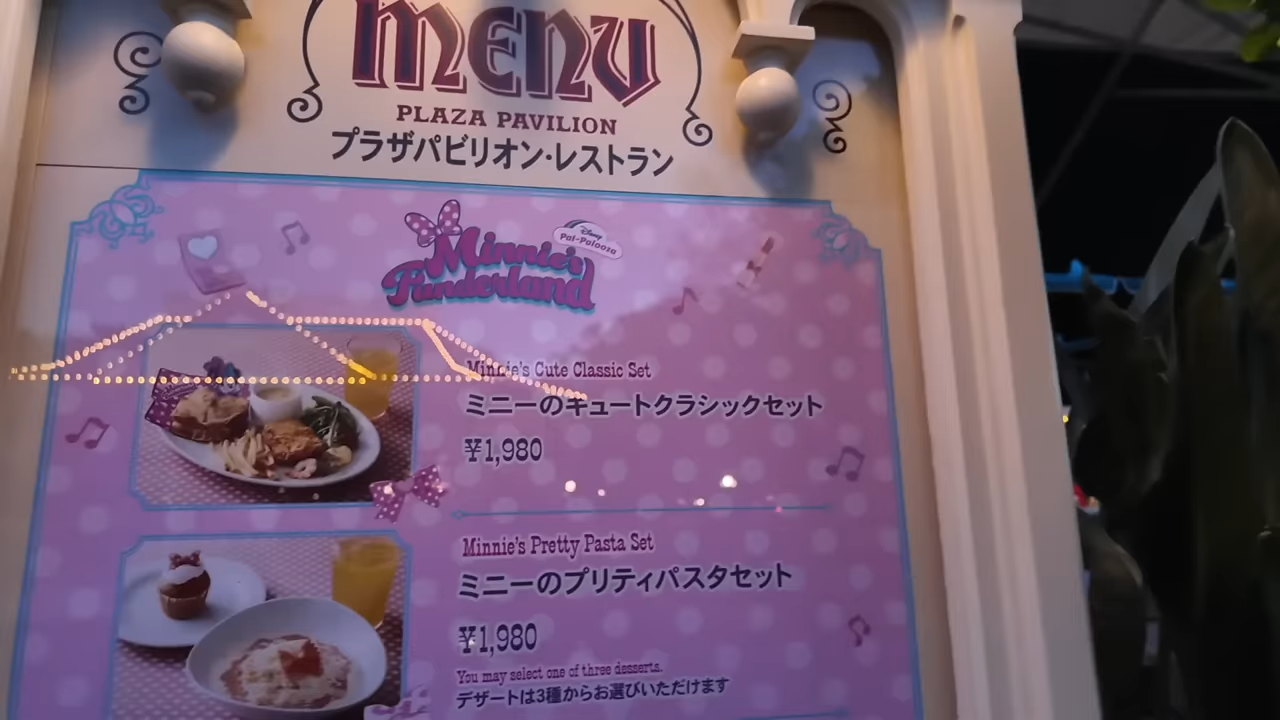 MENU
PLAZA PAVILION
プラザパビリオン・レストラン
Disney
Pal-Palooza
Minnie's
Funderland
Minnie's Cute Classic Set
ミニーのキュートクラシックセット
¥1,980
Minnie's Pretty Pasta Set
ミニーのプリティパスタセット
¥1,980
You may select one of three desserts.
デザートは3種からお選びいただけます